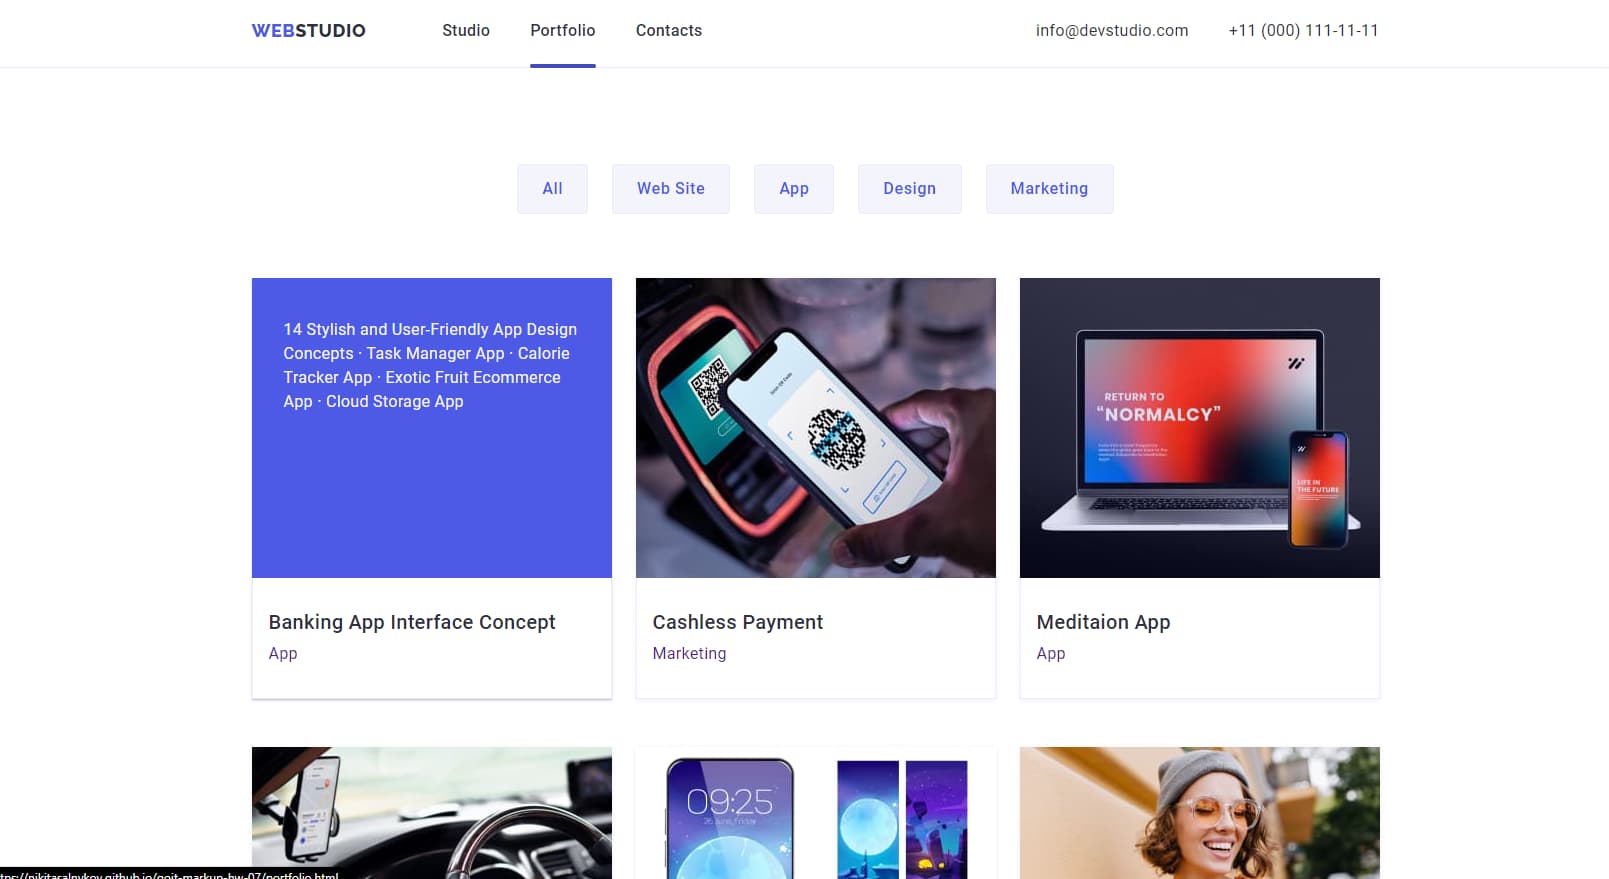 WEBSTUDIO
Studio
Portfolio
Contacts
info@devstudio.com
+11 (000) 111-11-11
All
Web Site
App
Design
Marketing
14 Stylish and User-Friendly App Design
Concepts · Task Manager App · Calorie
Tracker App · Exotic Fruit Ecommerce
App · Cloud Storage App
RETURN TO
“NORMALCY”
LIFE IN
THE FUTURE
Banking App Interface Concept
App
Cashless Payment
Marketing
Meditaion App
App
09:25
26 june, friday